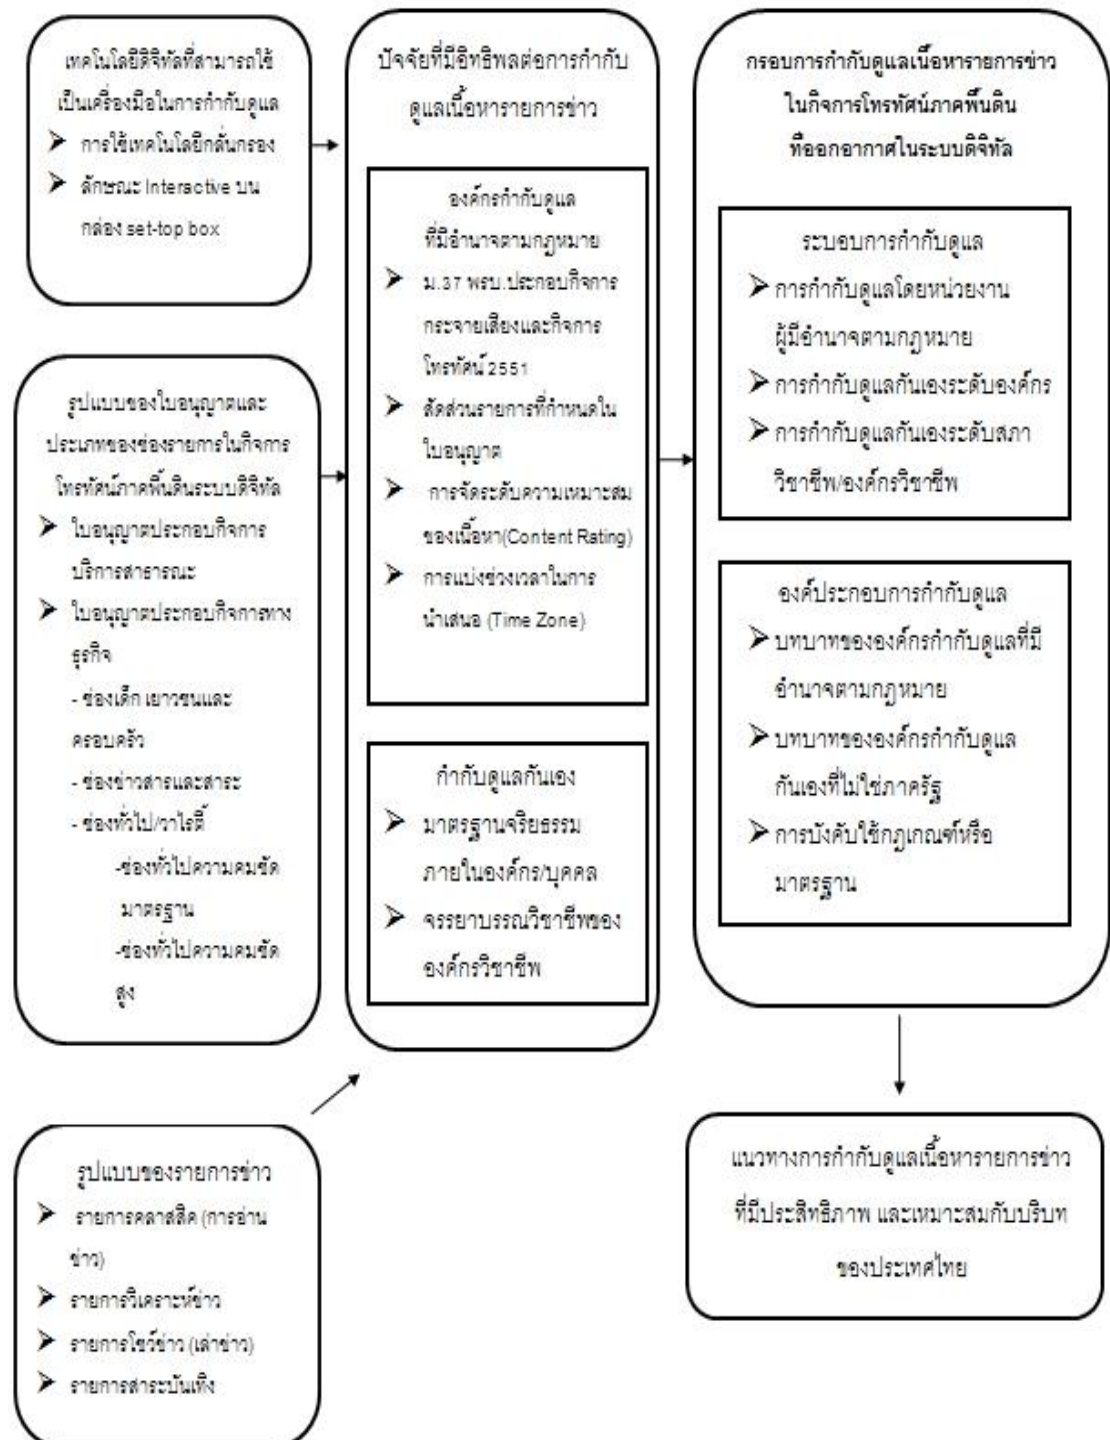 เทคโนโลยีดิจิทัลที่สามารถใช้
เป็นเครื่องมือในการกำกับดูแล
➢ การใช้เทคโนโลยีกลั่นกรอง
➢ ลักษณะ Interactive บน
กล่อง set-top box
รูปแบบของใบอนุญาตและ
ประเภทของช่องรายการในกิจการ
โทรทัศน์ภาคพื้นดินระบบดิจิทัล
➢ ใบอนุญาตประกอบกิจการ
บริการสาธารณะ
➢ ใบอนุญาตประกอบกิจการทาง
ธุรกิจ
- ช่องเด็ก เยาวชนและ
ครอบครัว
- ช่องข่าวสารและสาระ
- ช่องทั่วไป/วาไรตี้
-ช่องทั่วไปความคมชัด
มาตรฐาน
-ช่องทั่วไปความคมชัด
สูง
รูปแบบของรายการข่าว
➢ รายการคลาสสิค (การอ่าน
ข่าว)
➢ รายการวิเคราะห์ข่าว
➢ รายการโชว์ข่าว (เล่าข่าว)
➢ รายการสาระบันเทิง
ปัจจัยที่มีอิทธิพลต่อการกำกับ
ดูแลเนื้อหารายการข่าว
องค์กรกำกับดูแล
ที่มีอำนาจตามกฎหมาย
➢ ม.37 พรบ.ประกอบกิจการ
กระจายเสียงและกิจการ
โทรทัศน์ 2551
➢ สัดส่วนรายการที่กำหนดใน
ใบอนุญาต
➢ การจัดระดับความเหมาะสม
ของเนื้อหา(Content Rating)
➢ การแบ่งช่วงเวลาในการ
นำเสนอ (Time Zone)
กำกับดูแลกันเอง
➢ มาตรฐานจริยธรรม
ภายในองค์กร/บุคคล
➢ จรรยาบรรณวิชาชีพของ
องค์กรวิชาชีพ
กรอบการกำกับดูแลเนื้อหารายการข่าว
ในกิจการโทรทัศน์ภาคพื้นดิน
ที่ออกอากาศในระบบดิจิทัล
ระบอบการกำกับดูแล
➢ การกำกับดูแลโดยหน่วยงาน
ผู้มีอำนาจตามกฎหมาย
➢ การกำกับดูแลกันเองระดับองค์กร
➢ การกำกับดูแลกันเองระดับสภา
วิชาชีพ/องค์กรวิชาชีพ
องค์ประกอบการกำกับดูแล
➢ บทบาทขององค์กรกำกับดูแลที่มี
อำนาจตามกฎหมาย
➢ บทบาทขององค์กรกำกับดูแล
กันเองที่ไม่ใช่ภาครัฐ
➢ การบังคับใช้กฎเกณฑ์หรือ
มาตรฐาน
แนวทางการกำกับดูแลเนื้อหารายการข่าว
ที่มีประสิทธิภาพ และเหมาะสมกับบริบท
ของประเทศไทย